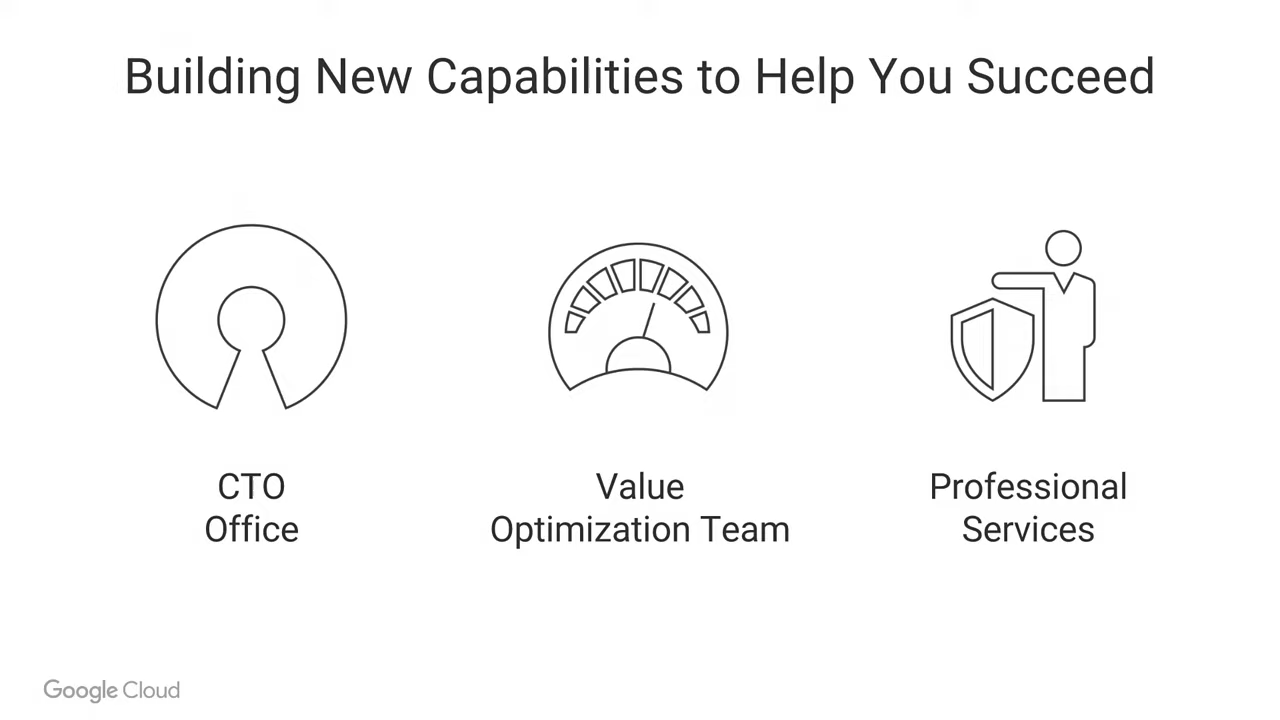 Building New Capabilities to Help You Succeed
CTO
Office
Value
Optimization Team
Professional
Services
Google Cloud